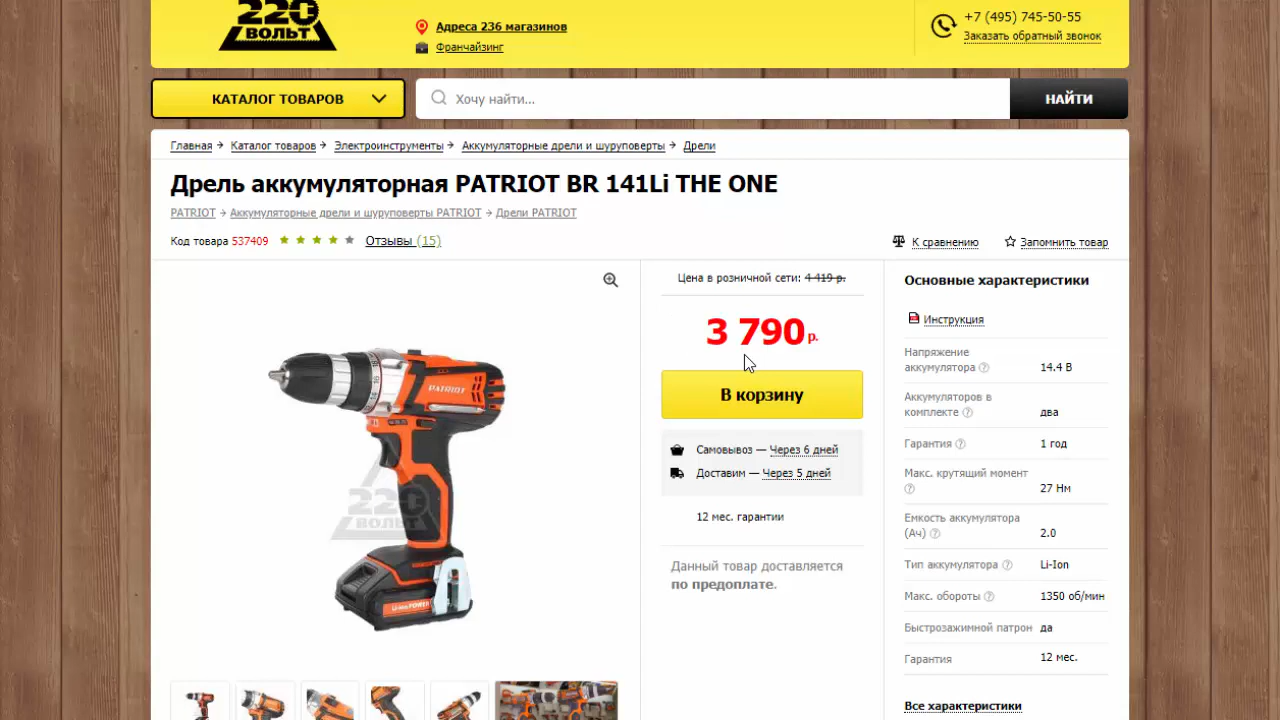 220
ВОЛЬТ
Адреса 236 магазинов
Франчайзинг
+7 (495) 745-50-55
Заказать обратный звонок
КАТАЛОГ ТОВАРОВ
Хочу найти...
НАЙТИ
Главная → Каталог товаров → Электроинструменты → Аккумуляторные дрели и шуруповерты → Дрели
Дрель аккумуляторная PATRIOT BR 141Li THE ONE
PATRIOT → Аккумуляторные дрели и шуруповерты PATRIOT → Дрели PATRIOT
Код товара 537409
Отзывы (15)
К сравнению
Запомнить товар
PATRIOT
220
ВОЛЬТ
Li-ion POWER
Цена в розничной сети: 4 419 р.
3 790 р.
В корзину
Самовывоз — Через 6 дней
Доставим — Через 5 дней
12 мес. гарантии
Данный товар доставляется
по предоплате.
Основные характеристики
Инструкция
Напряжение
аккумулятора ? 14.4 В
Аккумуляторов в
комплекте ? два
Гарантия ? 1 год
Макс. крутящий момент
? 27 Нм
Емкость аккумулятора
(Ач) ? 2.0
Тип аккумулятора ? Li-Ion
Макс. обороты ? 1350 об/мин
Быстрозажимной патрон да
Гарантия 12 мес.
Все характеристики